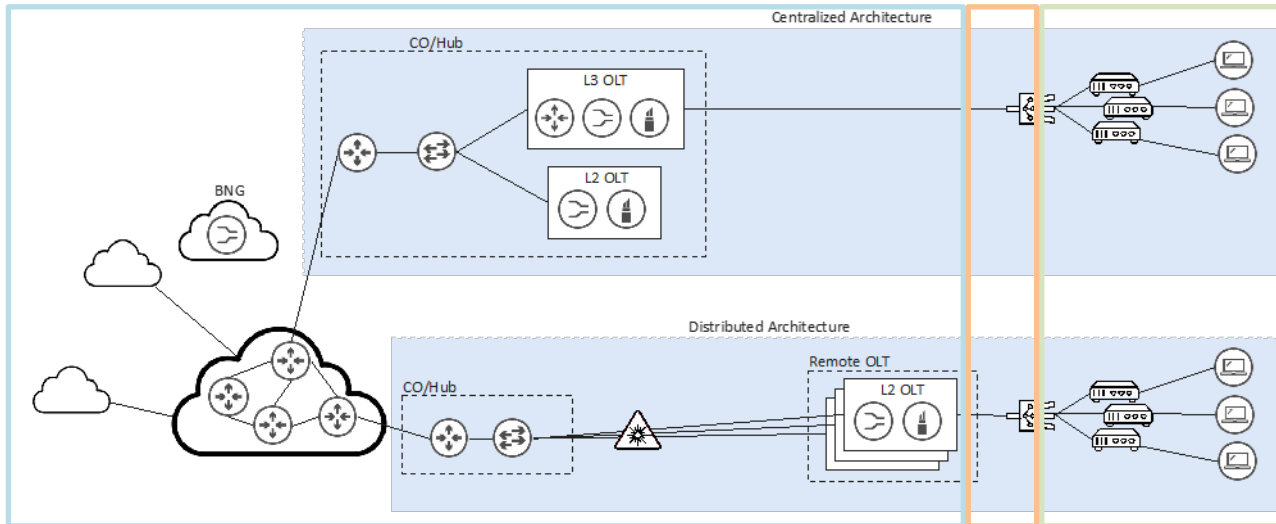 Centralized Architecture
CO/Hub
L3 OLT
L2 OLT
BNG
Distributed Architecture
Remote OLT
CO/Hub
L2 OLT